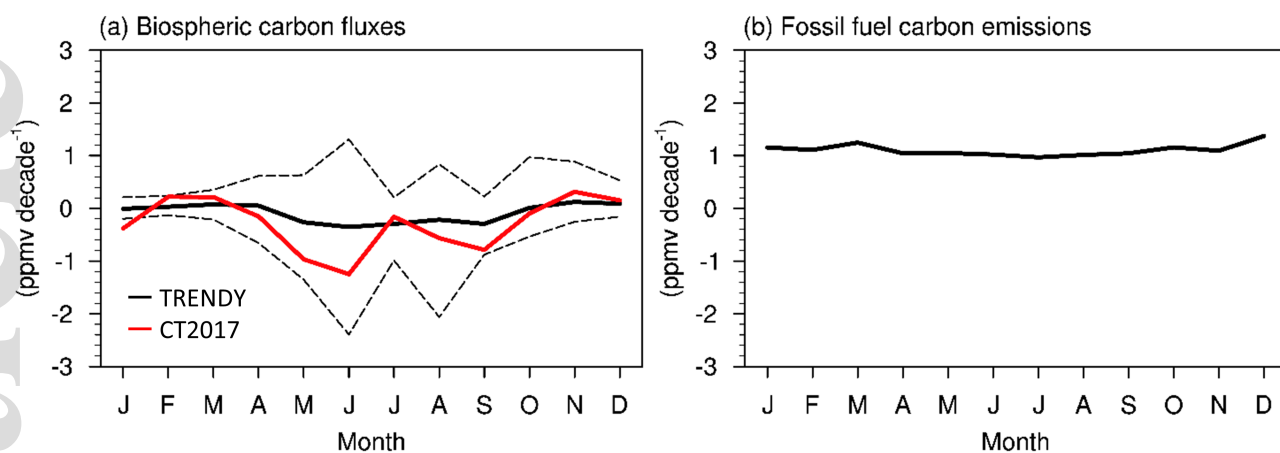 (a) Biospheric carbon fluxes
3
2
1
0
-1
-2
-3
(ppmv decade⁻¹)
TRENDY
CT2017
J F M A M J J A S O N D
Month
(b) Fossil fuel carbon emissions
3
2
1
0
-1
-2
-3
(ppmv decade⁻¹)
J F M A M J J A S O N D
Month